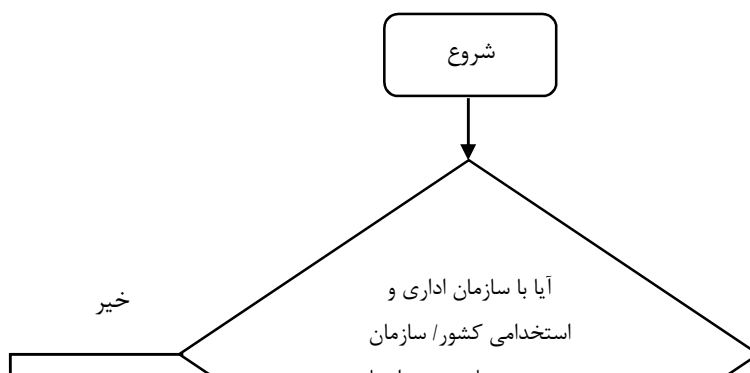 شروع
خیر
آیا با سازمان اداری و
استخدامی کشور/ سازمان